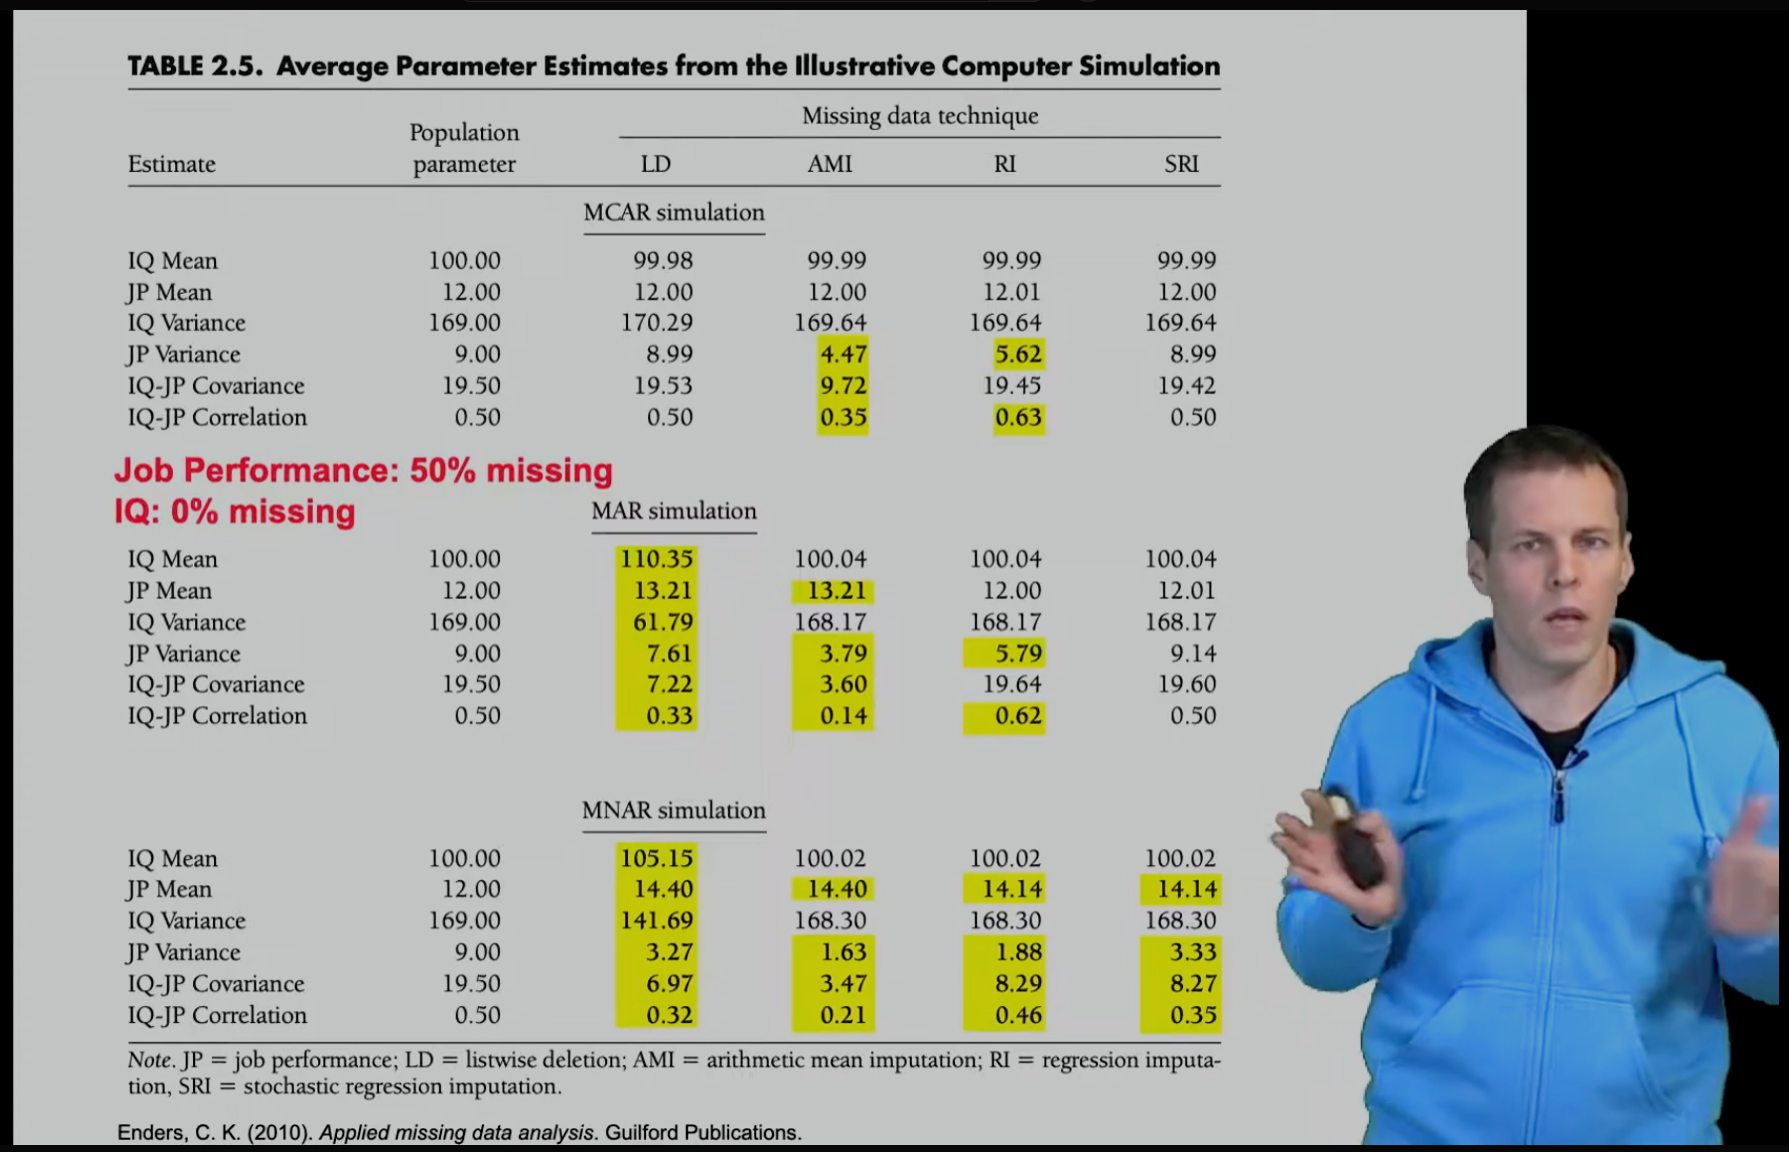 TABLE 2.5. Average Parameter Estimates from the Illustrative Computer Simulation
Missing data technique
Population
Estimate parameter LD AMI RI SRI
MCAR simulation
IQ Mean 100.00 99.98 99.99 99.99 99.99
JP Mean 12.00 12.00 12.00 12.01 12.00
IQ Variance 169.00 170.29 169.64 169.64 169.64
JP Variance 9.00 8.99 4.47 5.62 8.99
IQ-JP Covariance 19.50 19.53 9.72 19.45 19.42
IQ-JP Correlation 0.50 0.50 0.35 0.63 0.50
Job Performance: 50% missing
IQ: 0% missing
MAR simulation
IQ Mean 100.00 110.35 100.04 100.04 100.04
JP Mean 12.00 13.21 13.21 12.00 12.01
IQ Variance 169.00 61.79 168.17 168.17 168.17
JP Variance 9.00 7.61 3.79 5.79 9.14
IQ-JP Covariance 19.50 7.22 3.60 19.64 19.60
IQ-JP Correlation 0.50 0.33 0.14 0.62 0.50
MNAR simulation
IQ Mean 100.00 105.15 100.02 100.02 100.02
JP Mean 12.00 14.40 14.40 14.14 14.14
IQ Variance 169.00 141.69 168.30 168.30 168.30
JP Variance 9.00 3.27 1.63 1.88 3.33
IQ-JP Covariance 19.50 6.97 3.47 8.29 8.27
IQ-JP Correlation 0.50 0.32 0.21 0.46 0.35
Note. JP = job performance; LD = listwise deletion; AMI = arithmetic mean imputation; RI = regression imputa-
tion, SRI = stochastic regression imputation.
Enders, C. K. (2010). Applied missing data analysis. Guilford Publications.